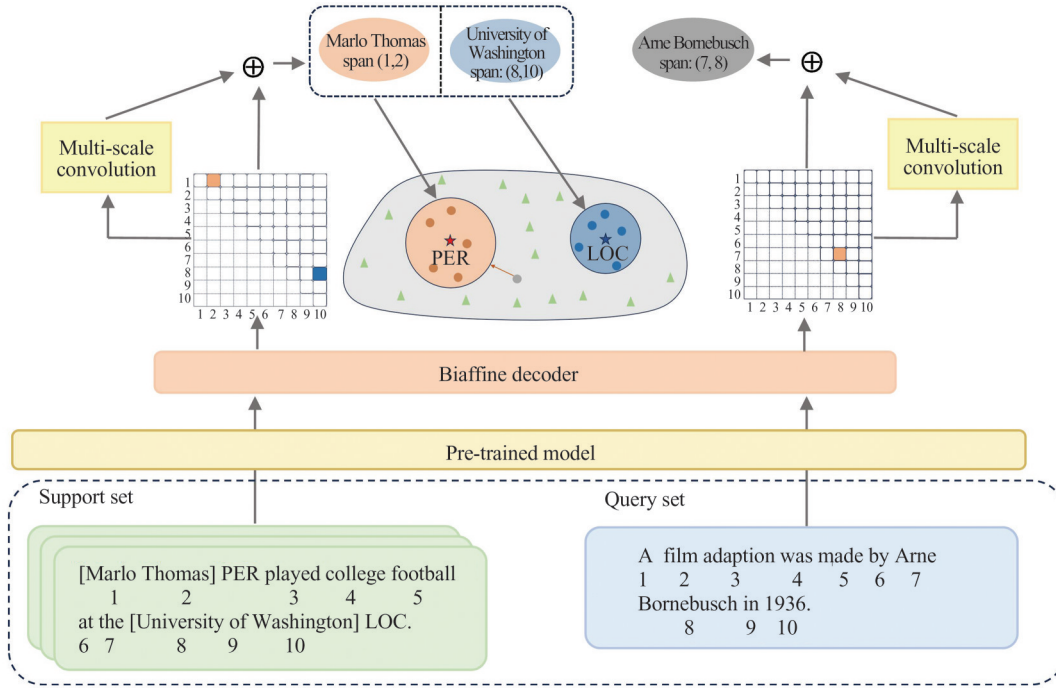 Marlo Thomas
span (1,2)
University of
Washington
span: (8,10)
Arne Bornebusch
span: (7, 8)
Multi-scale
convolution
Multi-scale
convolution
1
2
3
4
5
6
7
8
9
10
1 2 3 4 5 6 7 8 9 10
PER
LOC
1
2
3
4
5
6
7
8
9
10
1 2 3 4 5 6 7 8 9 10
Biaffine decoder
Pre-trained model
Support set
Query set
[Marlo Thomas] PER played college football
1 2 3 4 5
at the [University of Washington] LOC.
6 7 8 9 10
A film adaption was made by Arne
1 2 3 4 5 6 7
Bornebusch in 1936.
8 9 10